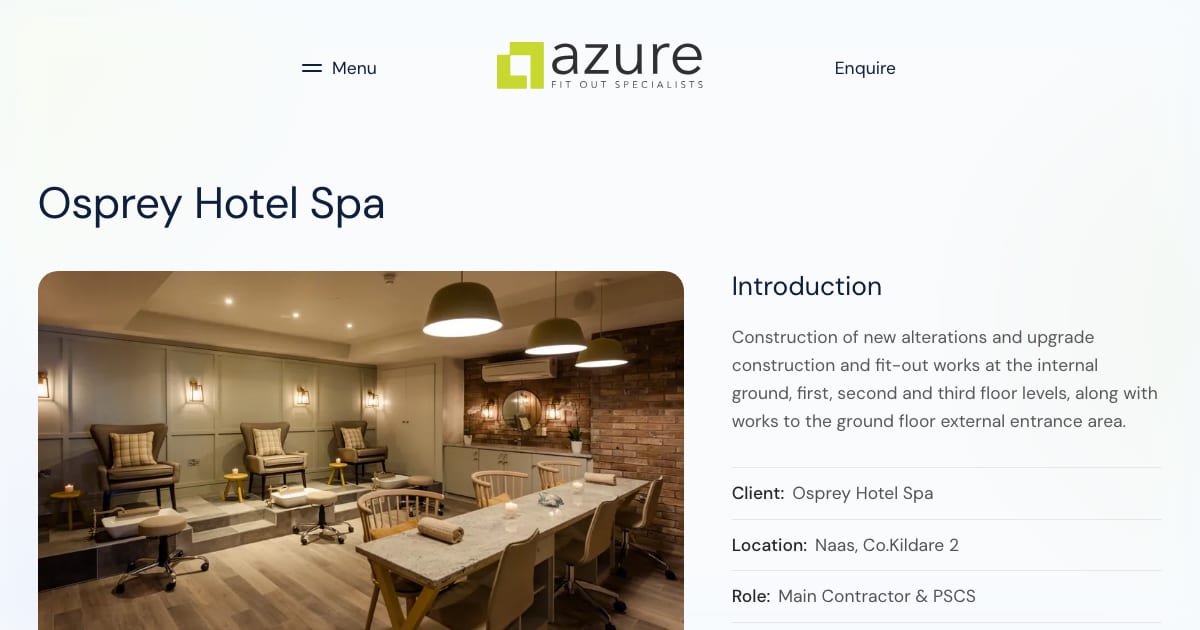 Menu
azure
FIT OUT SPECIALISTS
Enquire
Osprey Hotel Spa
Introduction
Construction of new alterations and upgrade
construction and fit-out works at the internal
ground, first, second and third floor levels, along with
works to the ground floor external entrance area.
Client: Osprey Hotel Spa
Location: Naas, Co.Kildare 2
Role: Main Contractor & PSCS